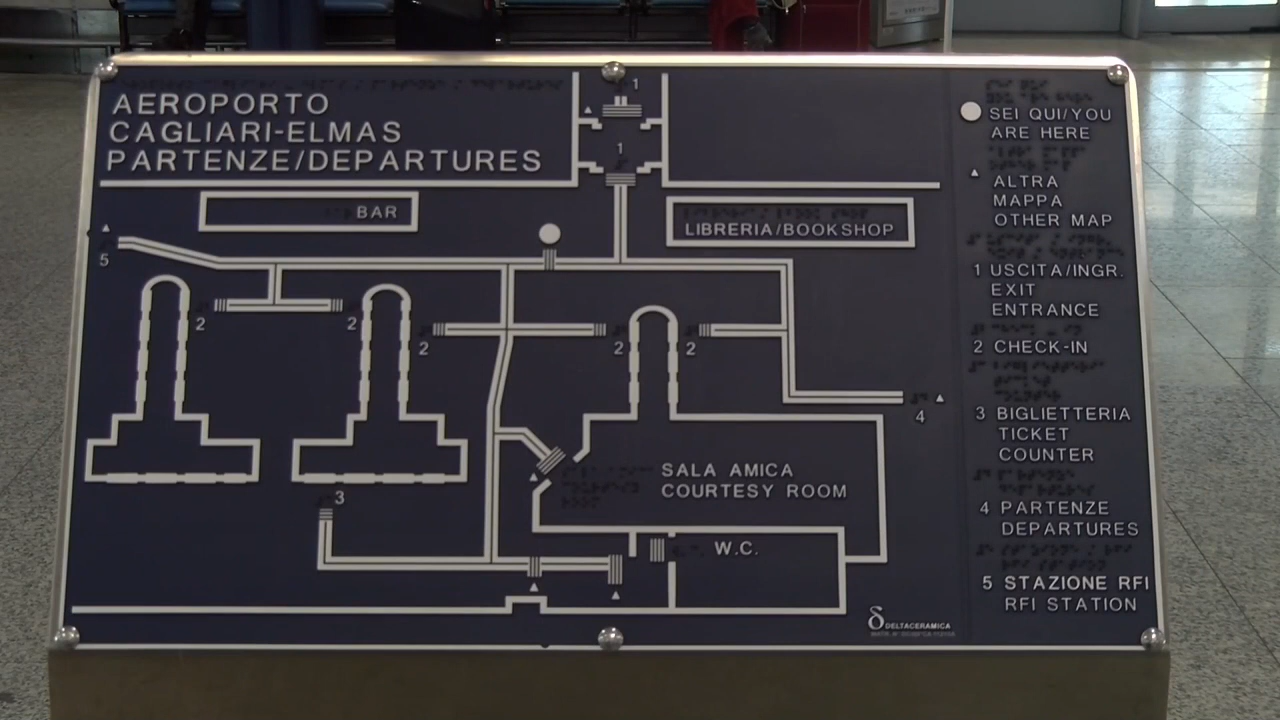 AEROPORTO
CAGLIARI-ELMAS
PARTENZE/DEPARTURES
1
1
BAR
LIBRERIA/BOOKSHOP
5
2
2
2
2
2
4
3
SALA AMICA
COURTESY ROOM
W.C.
δ DELTACERAMICA
SEI QUI/YOU
ARE HERE
ALTRA
MAPPA
OTHER MAP
1 USCITA/INGR.
EXIT
ENTRANCE
2 CHECK-IN
3 BIGLIETTERIA
TICKET
COUNTER
4 PARTENZE
DEPARTURES
5 STAZIONE RFI
RFI STATION